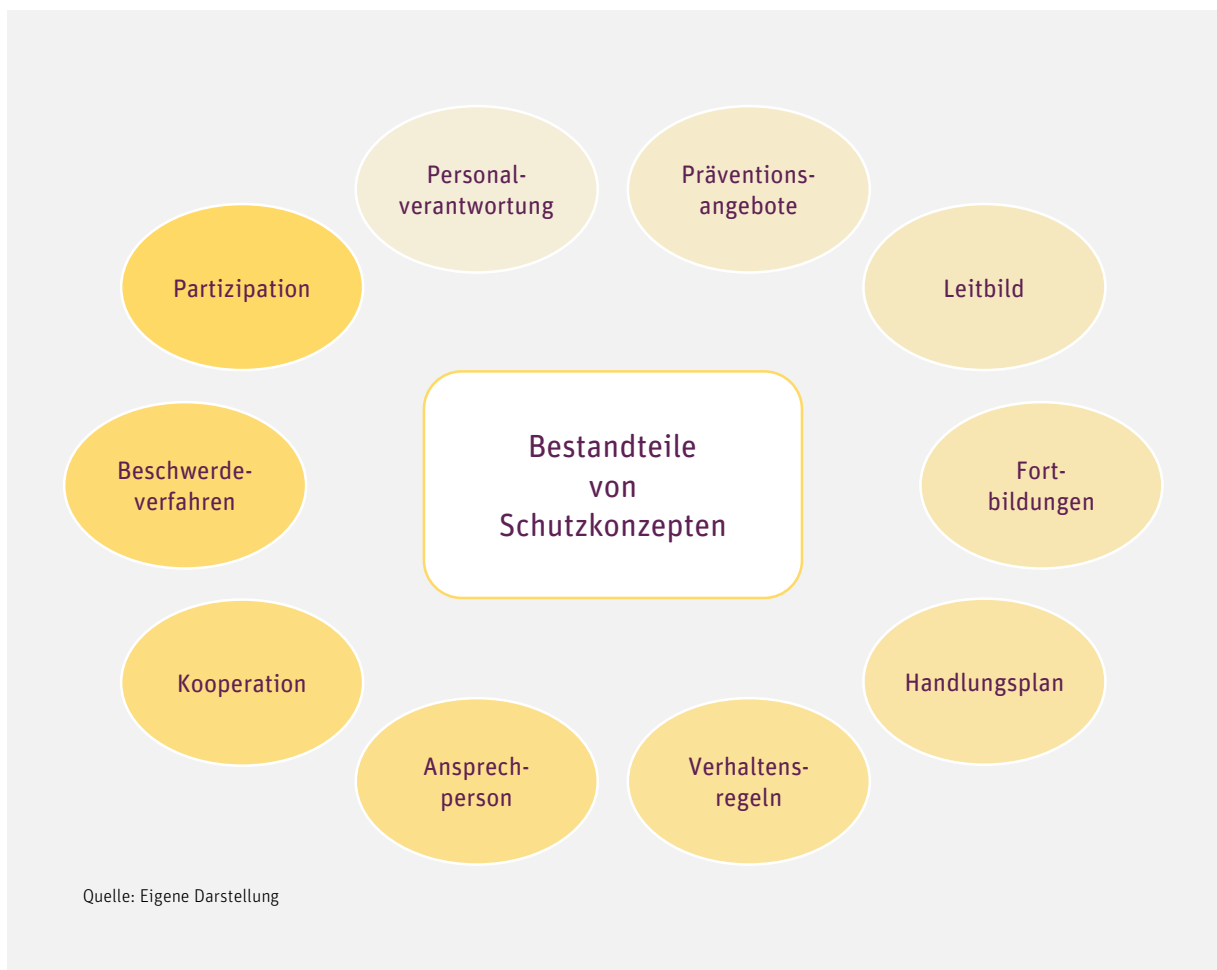 Personal-
verantwortung
Präventions-
angebote
Partizipation
Leitbild
Bestandteile
von
Schutzkonzepten
Beschwerde-
verfahren
Fort-
bildungen
Kooperation
Handlungsplan
Ansprech-
person
Verhaltens-
regeln
Quelle: Eigene Darstellung